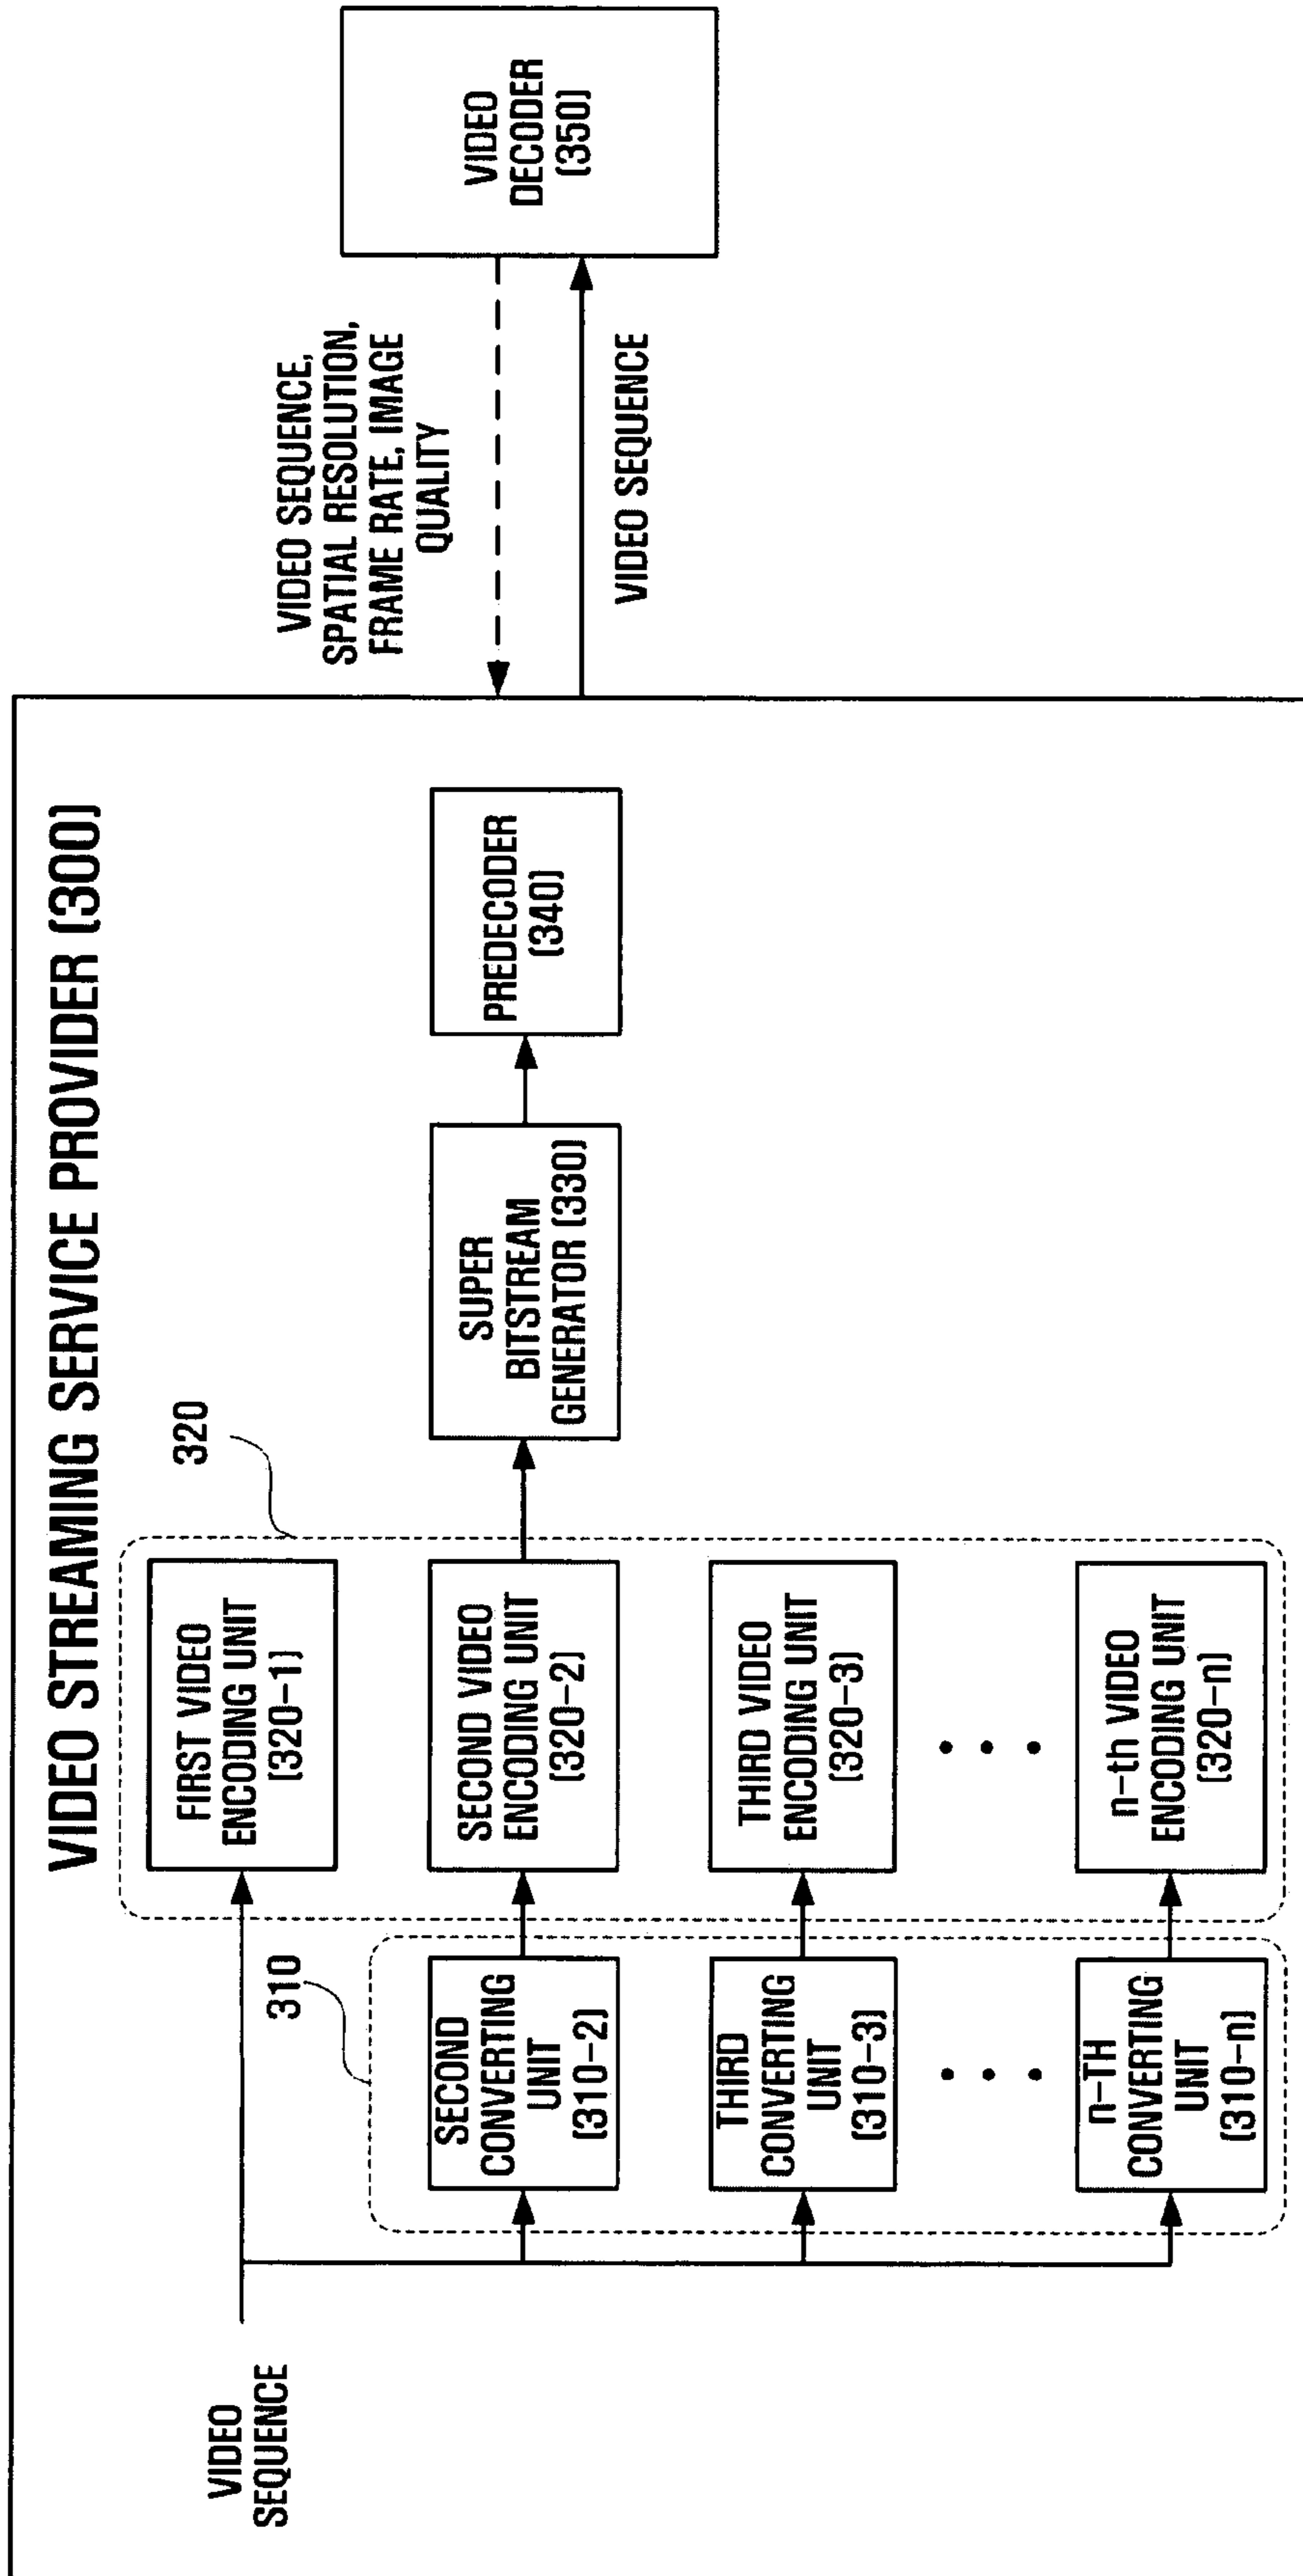 VIDEO STREAMING SERVICE PROVIDER (300)
VIDEO
SEQUENCE
310
320
FIRST VIDEO
ENCODING UNIT
(320-1)
SECOND
CONVERTING
UNIT
(310-2)
SECOND VIDEO
ENCODING UNIT
(320-2)
SUPER
BITSTREAM
GENERATOR (330)
PREDECODER
(340)
THIRD
CONVERTING
UNIT
(310-3)
THIRD VIDEO
ENCODING UNIT
(320-3)
n-TH
CONVERTING
UNIT
(310-n)
n-th VIDEO
ENCODING UNIT
(320-n)
VIDEO SEQUENCE,
SPATIAL RESOLUTION,
FRAME RATE, IMAGE
QUALITY
VIDEO SEQUENCE
VIDEO
DECODER
(350)